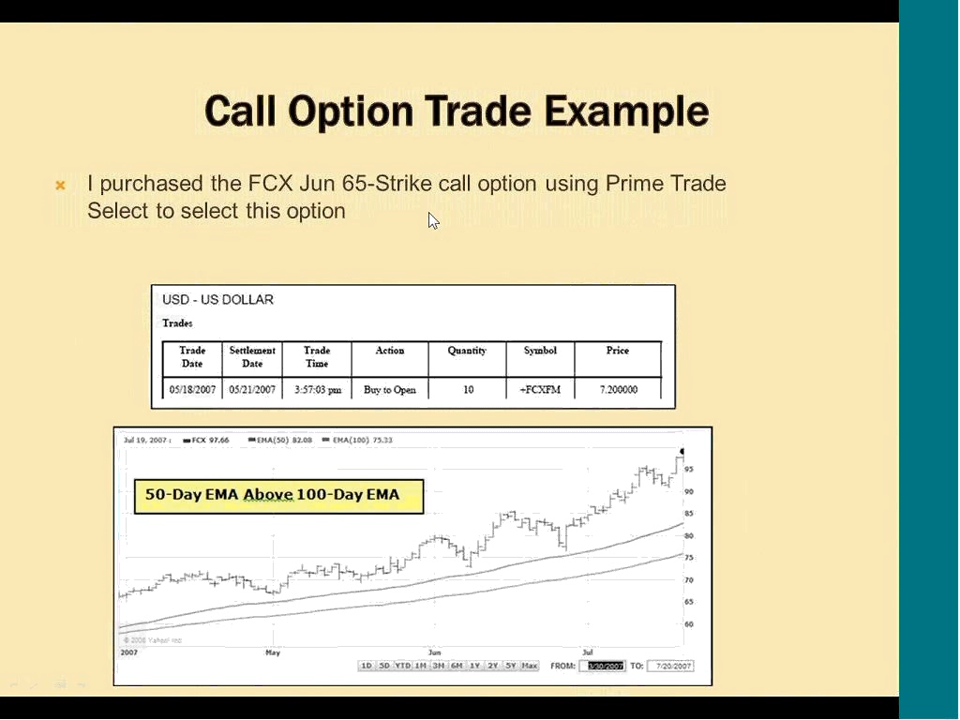 Call Option Trade Example
I purchased the FCX Jun 65-Strike call option using Prime Trade
Select to select this option
USD - US DOLLAR
Trades
Trade Date Settlement Date Trade Time Action Quantity Symbol Price
05/18/2007 05/21/2007 3:57:03 pm Buy to Open 10 +FCXFM 7.200000
Jul 19, 2007 : FCX 97.66 EMA(50) 82.08 EMA(100) 75.33
50-Day EMA Above 100-Day EMA
95
90
85
80
75
70
65
60
© 2008 Yahoo! Inc
2007 May Jun Jul
1D 5D YTD 1M 3M 6M 1Y 2Y 5Y Max FROM: 3/30/2007 TO: 7/20/2007